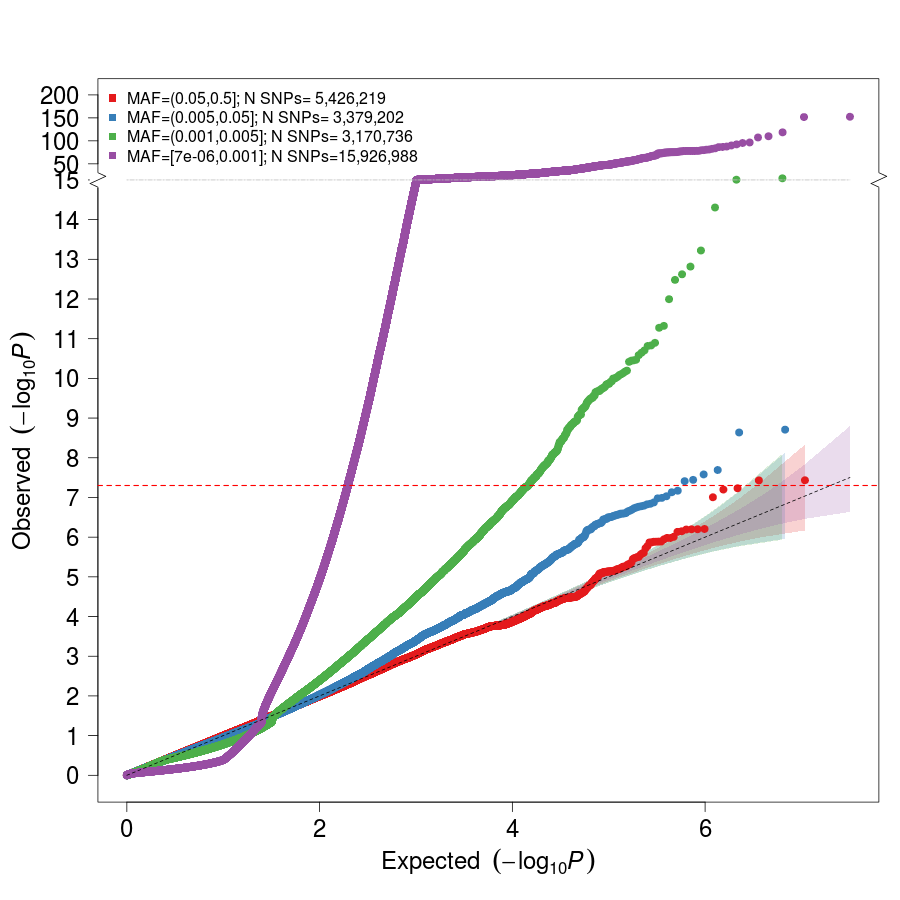 MAF=(0.05,0.5]; N SNPs= 5,426,219
MAF=(0.005,0.05]; N SNPs= 3,379,202
MAF=(0.001,0.005]; N SNPs= 3,170,736
MAF=[7e-06,0.001]; N SNPs=15,926,988
200
150
100
50
15
14
13
12
11
10
9
8
7
6
5
4
3
2
1
0
Observed (−log₁₀P)
0 2 4 6
Expected (−log₁₀P)